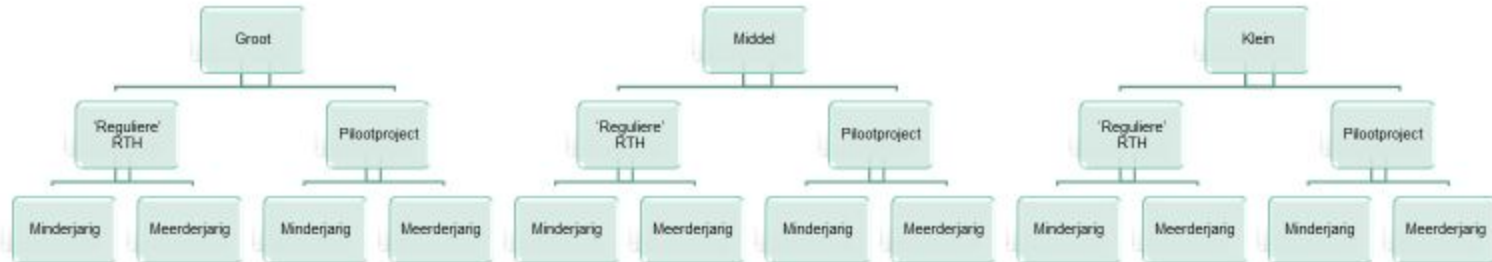 Groot
Middel
Klein
'Reguliere'
RTH
Pilootproject
'Reguliere'
RTH
Pilootproject
'Reguliere'
RTH
Pilootproject
Minderjarig
Meerderjarig
Minderjarig
Meerderjarig
Minderjarig
Meerderjarig
Minderjarig
Meerderjarig
Minderjarig
Meerderjarig
Minderjarig
Meerderjarig